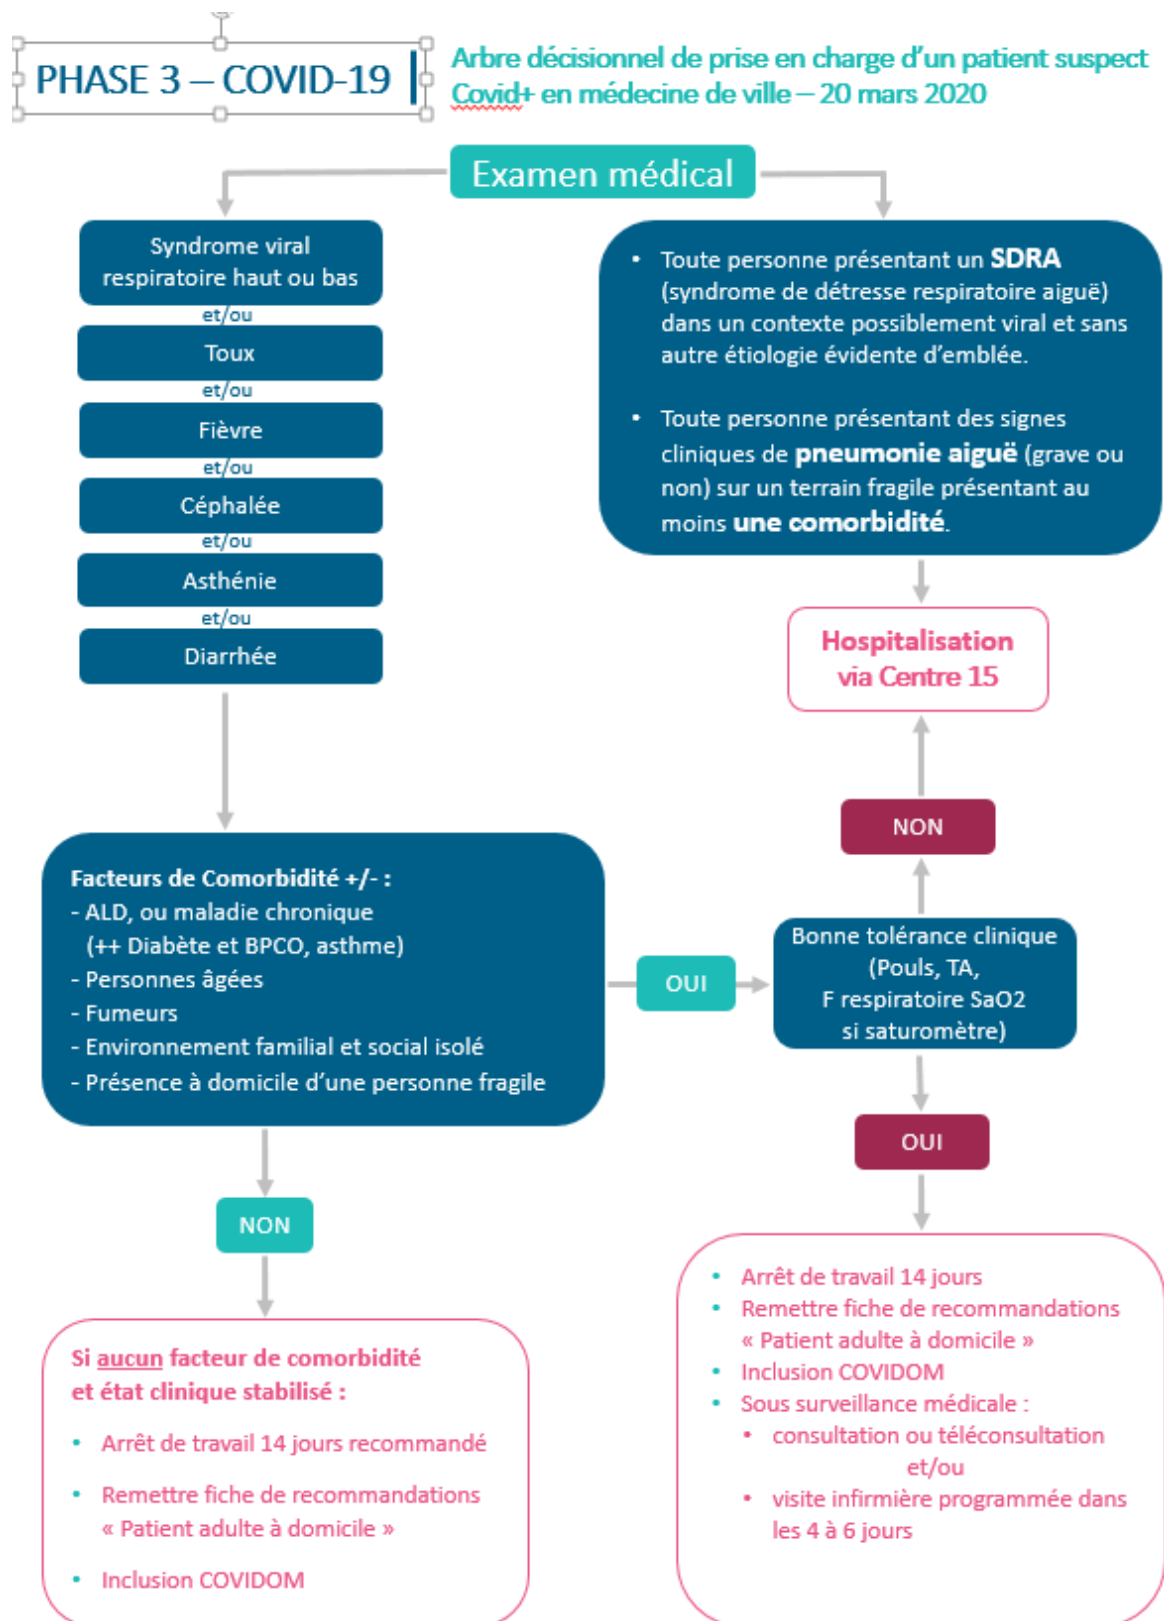 PHASE 3 – COVID-19
Arbre décisionnel de prise en charge d’un patient suspect
Covid+ en médecine de ville – 20 mars 2020
Examen médical
Syndrome viral
respiratoire haut ou bas
et/ou
Toux
et/ou
Fièvre
et/ou
Céphalée
et/ou
Asthénie
et/ou
Diarrhée
• Toute personne présentant un SDRA
(syndrome de détresse respiratoire aiguë)
dans un contexte possiblement viral et sans
autre étiologie évidente d’emblée.
• Toute personne présentant des signes
cliniques de pneumonie aiguë (grave ou
non) sur un terrain fragile présentant au
moins une comorbidité.
Hospitalisation
via Centre 15
NON
Facteurs de Comorbidité +/- :
- ALD, ou maladie chronique
(++ Diabète et BPCO, asthme)
- Personnes âgées
- Fumeurs
- Environnement familial et social isolé
- Présence à domicile d’une personne fragile
OUI
Bonne tolérance clinique
(Pouls, TA,
F respiratoire SaO2
si saturomètre)
OUI
NON
Si aucun facteur de comorbidité
et état clinique stabilisé :
• Arrêt de travail 14 jours recommandé
• Remettre fiche de recommandations
« Patient adulte à domicile »
• Inclusion COVIDOM
• Arrêt de travail 14 jours
• Remettre fiche de recommandations
« Patient adulte à domicile »
• Inclusion COVIDOM
• Sous surveillance médicale :
• consultation ou téléconsultation
et/ou
• visite infirmière programmée dans
les 4 à 6 jours